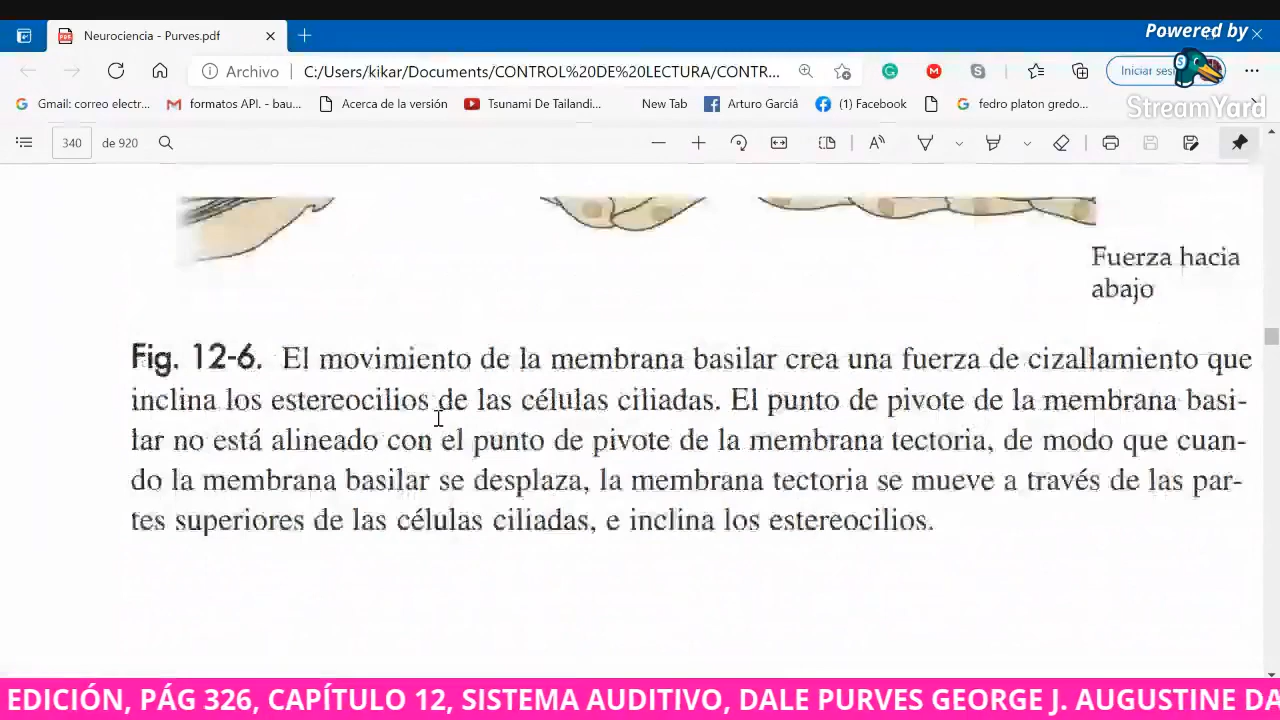 Powered by
Neurociencia - Purves.pdf
Archivo
C:/Users/kikar/Documents/CONTROL%20DE%20LECTURA/CONTR...
Iniciar ses
StreamYard
Gmail: correo electr...
formatos API. - bau...
Acerca de la versió
Tsunami De Tailandi...
New Tab
Arturo Garciâ
(1) Facebook
fedro platon gredo...
340
de 920
Fuerza hacia
abajo
Fig. 12-6. El movimiento de la membrana basilar crea una fuerza de cizallamiento que
inclina los estereocilios de las células ciliadas. El punto de pivote de la membrana basi-
lar no está alineado con el punto de pivote de la membrana tectoria, de modo que cuan-
do la membrana basilar se desplaza, la membrana tectoria se mueve a través de las par-
tes superiores de las células ciliadas, e inclina los estereocilios.
EDICIÓN, PÁG 326, CAPÍTULO 12, SISTEMA AUDITIVO, DALE PURVES GEORGE J. AUGUSTINE DA